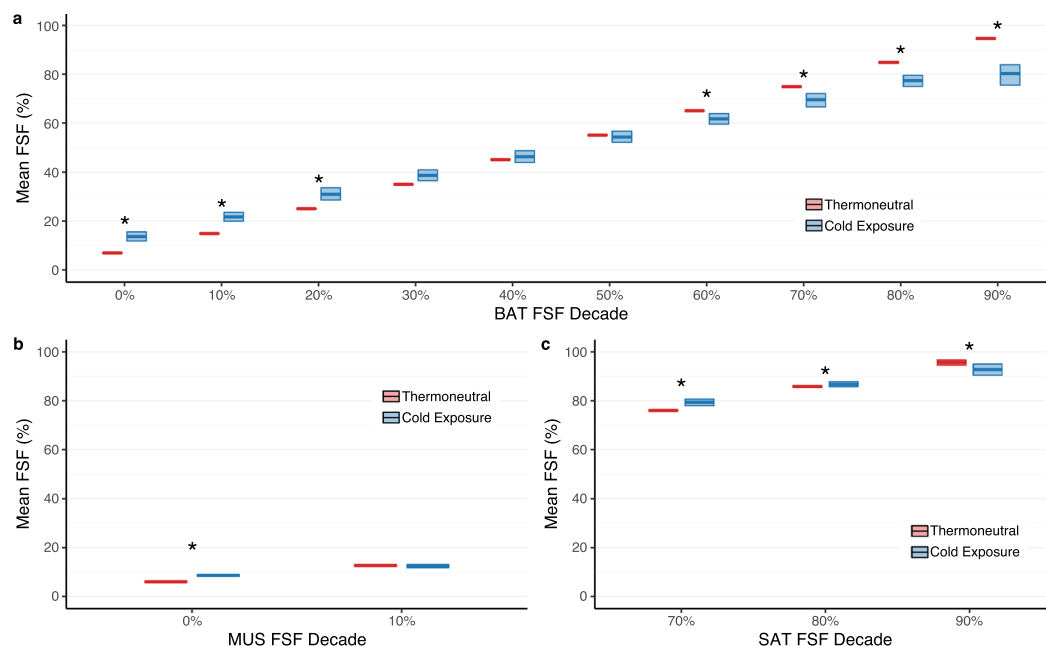 a
Mean FSF (%)
100
80
60
40
20
0
*
*
*
*
*
*
*
Thermoneutral
Cold Exposure
0% 10% 20% 30% 40% 50% 60% 70% 80% 90%
BAT FSF Decade
b
Mean FSF (%)
100
80
60
40
20
0
*
Thermoneutral
Cold Exposure
0% 10%
MUS FSF Decade
c
Mean FSF (%)
100
80
60
40
20
0
*
*
*
Thermoneutral
Cold Exposure
70% 80% 90%
SAT FSF Decade